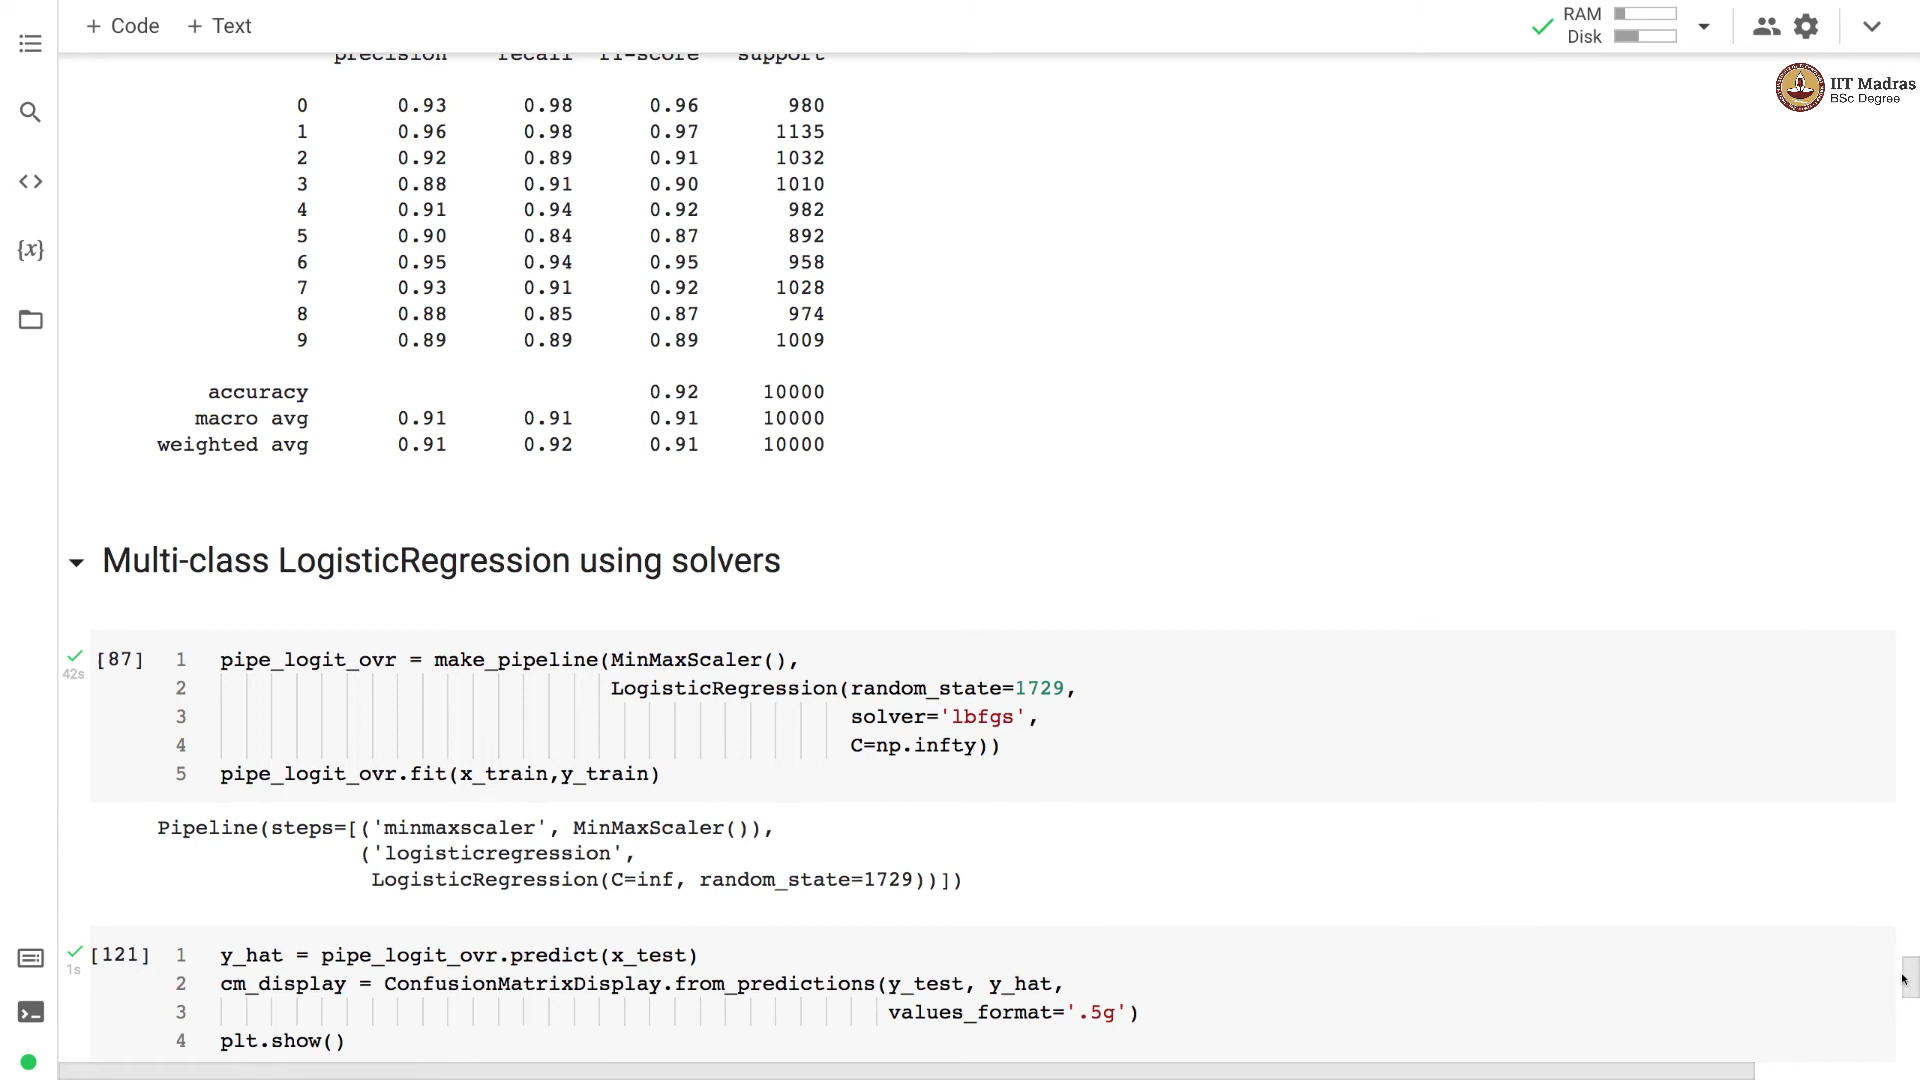 + Code + Text
RAM
Disk
IIT Madras
BSc Degree
precision recall f1-score support
0 0.93 0.98 0.96 980
1 0.96 0.98 0.97 1135
2 0.92 0.89 0.91 1032
3 0.88 0.91 0.90 1010
4 0.91 0.94 0.92 982
5 0.90 0.84 0.87 892
6 0.95 0.94 0.95 958
7 0.93 0.91 0.92 1028
8 0.88 0.85 0.87 974
9 0.89 0.89 0.89 1009
accuracy 0.92 10000
macro avg 0.91 0.91 0.91 10000
weighted avg 0.91 0.92 0.91 10000
Multi-class LogisticRegression using solvers
[87] 1 pipe_logit_ovr = make_pipeline(MinMaxScaler(),
42s
2 LogisticRegression(random_state=1729,
3 solver='lbfgs',
4 C=np.infty))
5 pipe_logit_ovr.fit(x_train,y_train)
Pipeline(steps=[('minmaxscaler', MinMaxScaler()),
('logisticregression',
LogisticRegression(C=inf, random_state=1729))])
[121] 1 y_hat = pipe_logit_ovr.predict(x_test)
1s
2 cm_display = ConfusionMatrixDisplay.from_predictions(y_test, y_hat,
3 values_format='.5g')
4 plt.show()